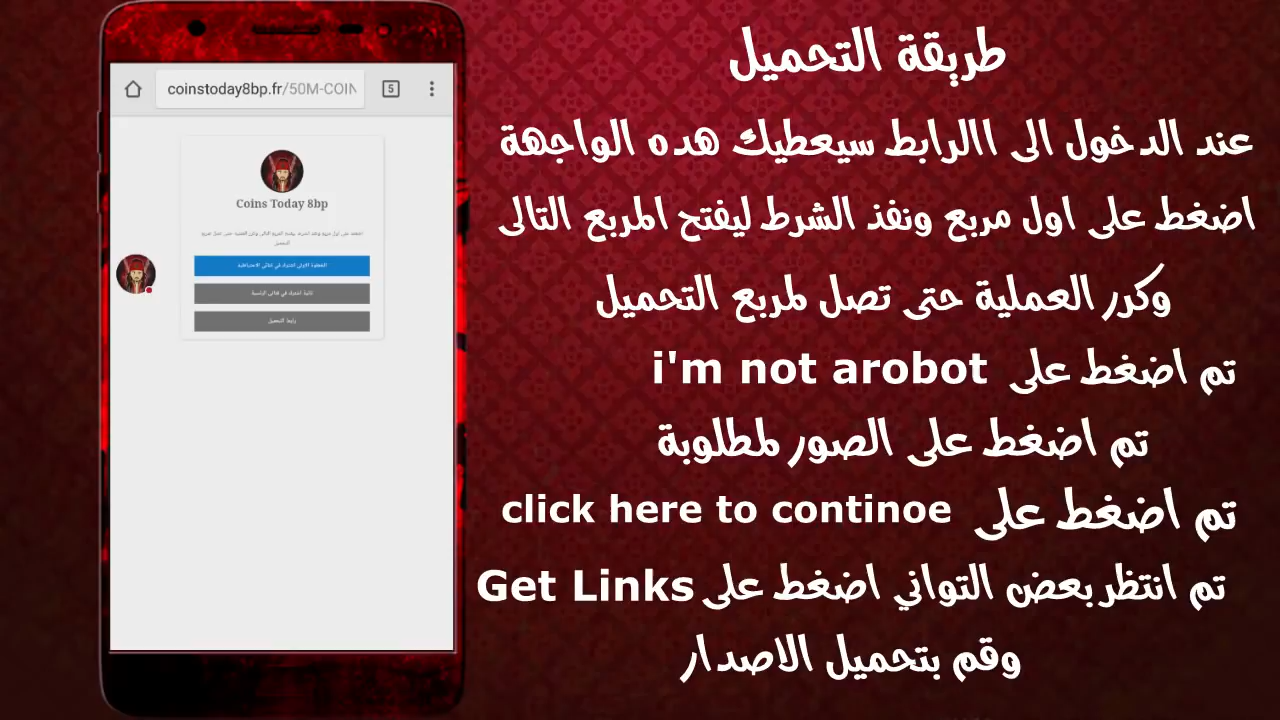 طريقة التحميل
عند الدخول الى االرابط سيعطيك هده الواجهة
اضغط على اول مربع ونفذ الشرط ليفتح المربع التالى
وكرر العملية حتى تصل لمربع التحميل
تم اضغط على i'm not arobot
تم اضغط على الصور لمطلوبة
تم اضغط على click here to continoe
تم انتظر بعض التواني اضغط على Get Links
وقم بتحميل الاصدار
coinstoday8bp.fr/50M-COIN
5
Coins Today 8bp
رابط التحميل